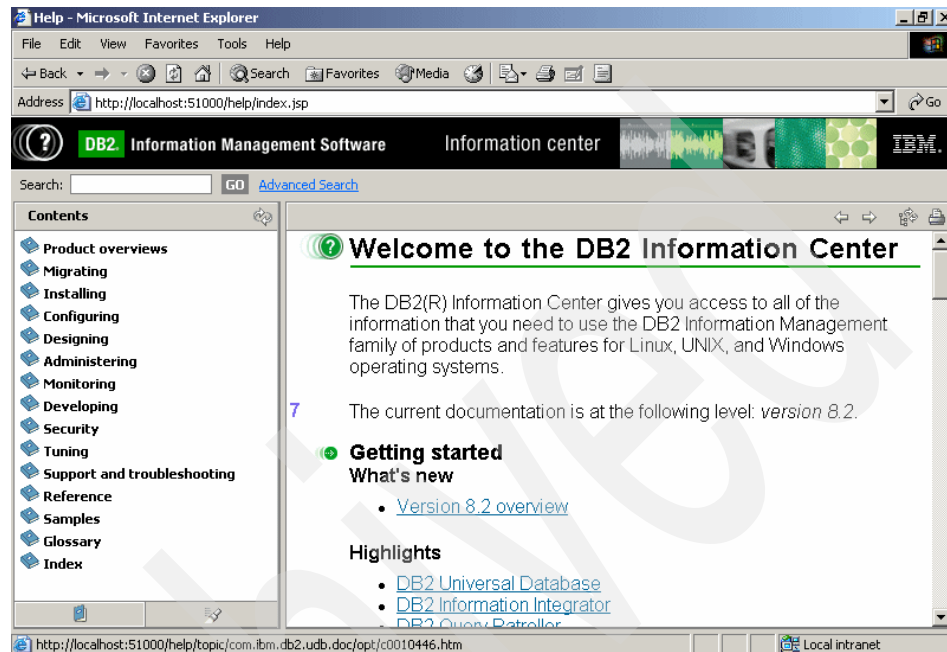 Help - Microsoft Internet Explorer
File Edit View Favorites Tools Help
Back Search Favorites Media
Address http://localhost:51000/help/index.jsp Go
DB2. Information Management Software Information center IBM.
Search: GO Advanced Search
Contents
Product overviews
Migrating
Installing
Configuring
Designing
Administering
Monitoring
Developing
Security
Tuning
Support and troubleshooting
Reference
Samples
Glossary
Index
Welcome to the DB2 Information Center
The DB2(R) Information Center gives you access to all of the
information that you need to use the DB2 Information Management
family of products and features for Linux, UNIX, and Windows
operating systems.
7 The current documentation is at the following level: version 8.2.
Getting started
What's new
Version 8.2 overview
Highlights
DB2 Universal Database
DB2 Information Integrator
DB2 Query Patroller
http://localhost:51000/help/topic/com.ibm.db2.udb.doc/opt/c0010446.htm Local intranet